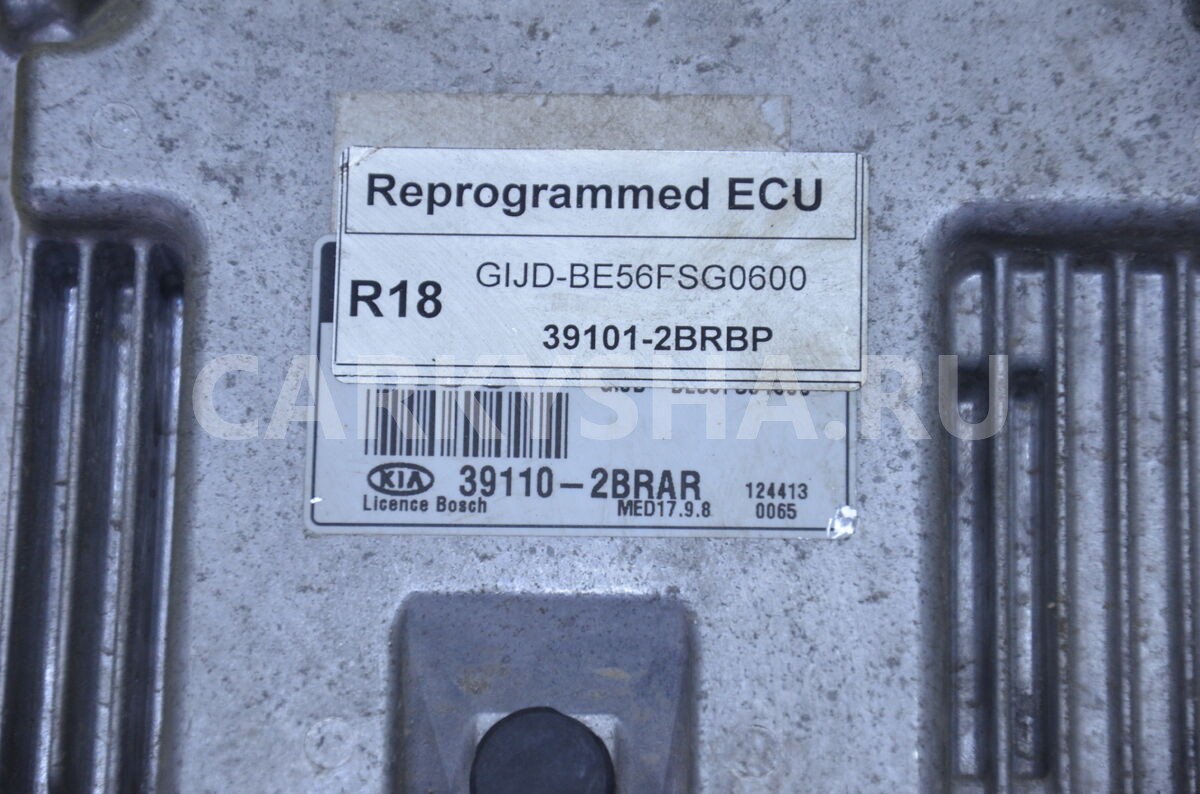 Reprogrammed ECU
R18
GIJD-BE56FSG0600
39101-2BRBP
CARKYSHA.RU
KIA 39110-2BRAR
Licence Bosch MED17.9.8
124413
0065